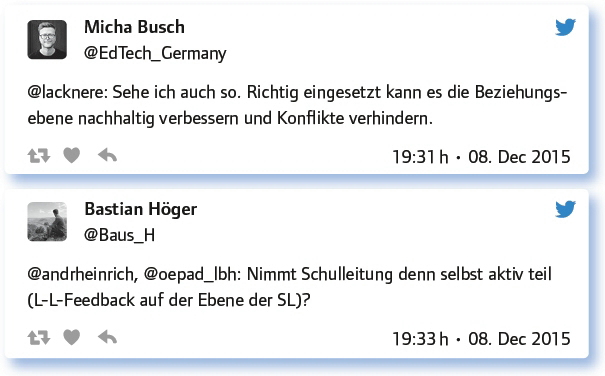 Micha Busch
@EdTech_Germany
@lacknere: Sehe ich auch so. Richtig eingesetzt kann es die Beziehungs-
ebene nachhaltig verbessern und Konflikte verhindern.
19:31 h · 08. Dec 2015
Bastian Höger
@Baus_H
@andrheinrich, @oepad_lbh: Nimmt Schulleitung denn selbst aktiv teil
(L-L-Feedback auf der Ebene der SL)?
19:33 h · 08. Dec 2015